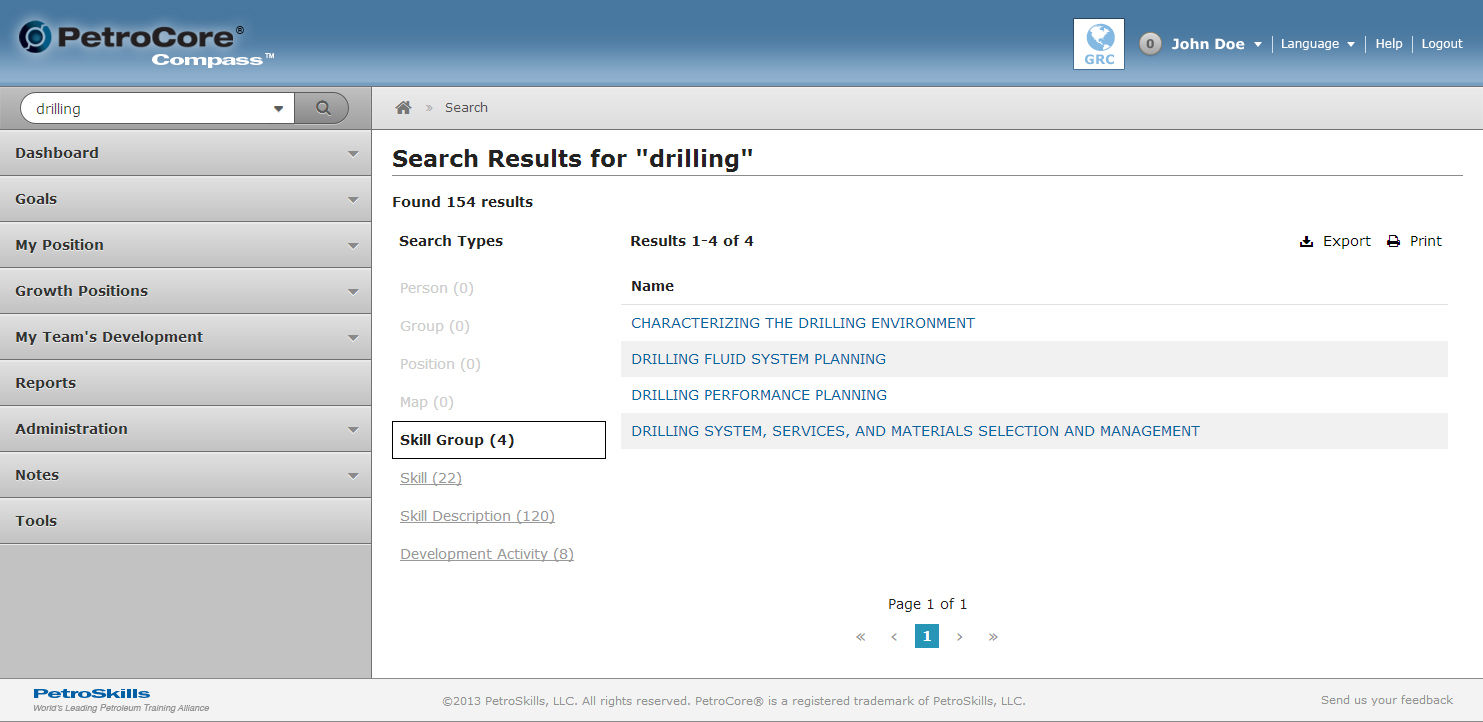 PetroCore®
Compass™
GRC
0 John Doe Language Help Logout
drilling
» Search
Dashboard
Goals
My Position
Growth Positions
My Team's Development
Reports
Administration
Notes
Tools
Search Results for "drilling"
Found 154 results
Search Types
Person (0)
Group (0)
Position (0)
Map (0)
Skill Group (4)
Skill (22)
Skill Description (120)
Development Activity (8)
Results 1-4 of 4
Export Print
Name
CHARACTERIZING THE DRILLING ENVIRONMENT
DRILLING FLUID SYSTEM PLANNING
DRILLING PERFORMANCE PLANNING
DRILLING SYSTEM, SERVICES, AND MATERIALS SELECTION AND MANAGEMENT
Page 1 of 1
« ‹ 1 › »
PetroSkills
World's Leading Petroleum Training Alliance
©2013 PetroSkills, LLC. All rights reserved. PetroCore® is a registered trademark of PetroSkills, LLC.
Send us your feedback